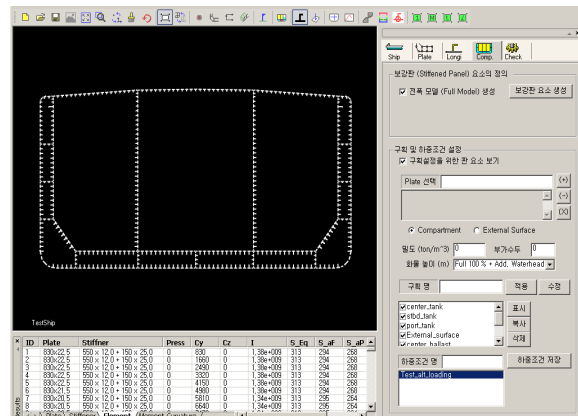 Ship Plate Longi Comp. Check
보강판 (Stiffened Panel) 요소의 정의
전폭 모델 (Full Model) 생성 보강판 요소 생성
구획 및 하중조건 설정
구획설정을 위한 판 요소 보기
Plate 선택 (+)
(-)
(X)
Compartment External Surface
밀도 (ton/m^3) 0 부가수두 0
화물 높이 (m) Full 100 % + Add. Waterhead
구획 명 적용 수정
center_tank 표시
stbd_tank
port_tank 복사
External_surface
center_ballast 삭제
하중조건 명 하중조건 저장
Test_alt_loading
TestShip
ID Plate Stiffner Press Cy Cz I S_Eq S_aF S_aP
1 830x22,5 550 x 12,0 + 150 x 25,0 0 830 0 1,38e+009 313 294 268
2 830x22,5 550 x 12,0 + 150 x 25,0 0 1660 0 1,38e+009 313 294 268
3 830x22,5 550 x 12,0 + 150 x 25,0 0 2490 0 1,38e+009 313 294 268
4 830x22,5 550 x 12,0 + 150 x 25,0 0 3320 0 1,38e+009 313 294 268
5 830x22,5 550 x 12,0 + 150 x 25,0 0 4150 0 1,38e+009 313 294 268
6 830x21,5 550 x 12,0 + 150 x 25,0 0 4980 0 1,38e+009 313 294 268
7 830x20,5 550 x 12,0 + 150 x 25,0 0 5810 0 1,34e+009 313 295 264
8 830x20,5 550 x 12,0 + 150 x 25,0 0 6640 0 1,34e+009 313 295 264
Results
Plate Stiffener Element Moment-Curvature